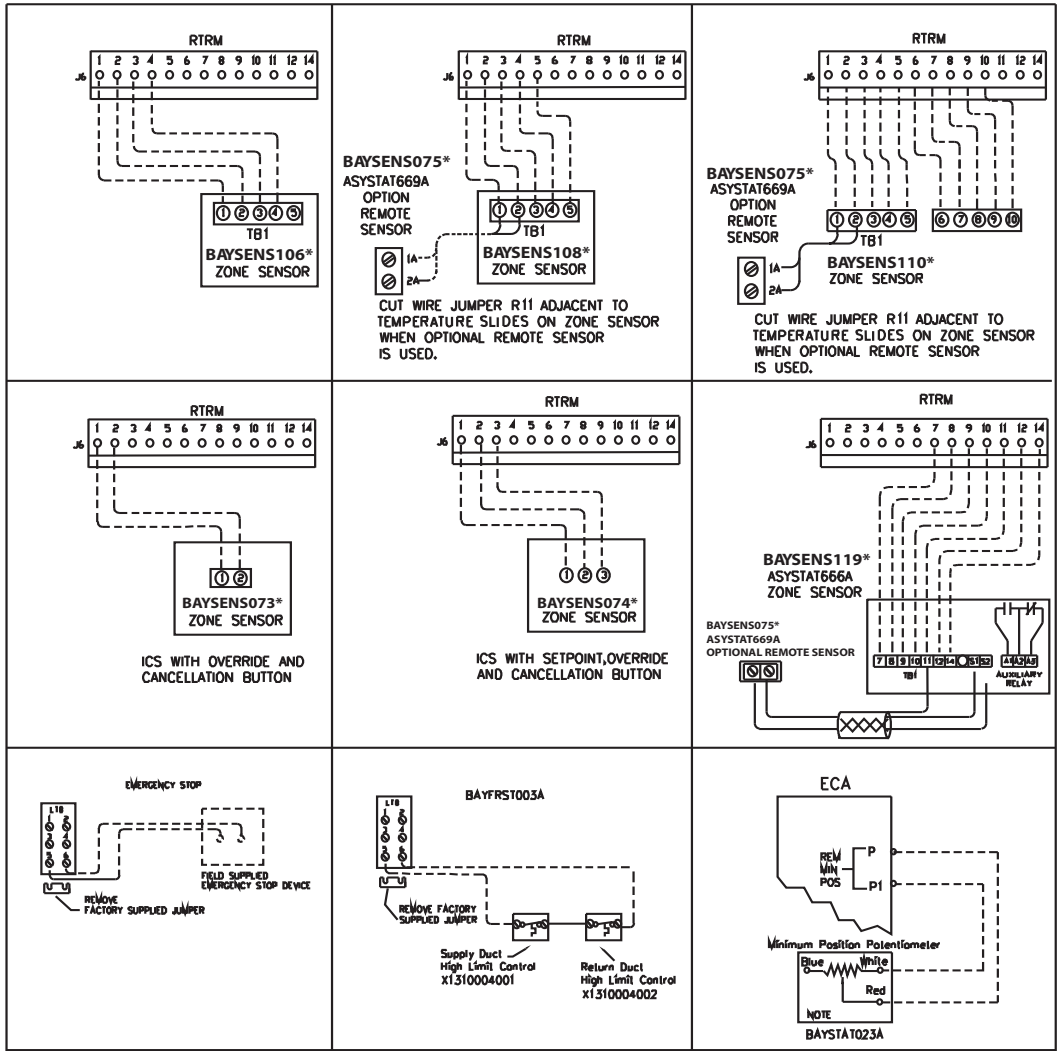 RTRM
J6 1 2 3 4 5 6 7 8 9 10 11 12 14
1 2 3 4 5
TB1
BAYSENS106*
ZONE SENSOR
RTRM
J6 1 2 3 4 5 6 7 8 9 10 11 12 14
BAYSENS075*
ASYSTAT669A
OPTION
REMOTE
SENSOR
1 2 3 4 5
TB1
1A
2A
BAYSENS108*
ZONE SENSOR
CUT WIRE JUMPER R11 ADJACENT TO
TEMPERATURE SLIDES ON ZONE SENSOR
WHEN OPTIONAL REMOTE SENSOR
IS USED.
RTRM
J6 1 2 3 4 5 6 7 8 9 10 11 12 14
BAYSENS075*
ASYSTAT669A
OPTION
REMOTE
SENSOR
1 2 3 4 5 6 7 8 9 10
TB1
1A
2A
BAYSENS110*
ZONE SENSOR
CUT WIRE JUMPER R11 ADJACENT TO
TEMPERATURE SLIDES ON ZONE SENSOR
WHEN OPTIONAL REMOTE SENSOR
IS USED.
RTRM
J6 1 2 3 4 5 6 7 8 9 10 11 12 14
1 2
BAYSENS073*
ZONE SENSOR
ICS WITH OVERRIDE AND
CANCELLATION BUTTON
RTRM
J6 1 2 3 4 5 6 7 8 9 10 11 12 14
1 2 3
BAYSENS074*
ZONE SENSOR
ICS WITH SETPOINT,OVERRIDE
AND CANCELLATION BUTTON
RTRM
J6 1 2 3 4 5 6 7 8 9 10 11 12 14
BAYSENS119*
ASYSTAT666A
ZONE SENSOR
BAYSENS075*
ASYSTAT669A
OPTIONAL REMOTE SENSOR
7 8 9 10 11 12 14 S1 S2
TB1
A1 A2 A3
AUXILIARY
RELAY
EMERGENCY STOP
LTB
1 2
3 4
5 6
FIELD SUPPLIED
EMERGENCY STOP DEVICE
REMOVE
FACTORY SUPPLIED JUMPER
BAYFRST003A
LTB
1 2
3 4
5 6
REMOVE FACTORY
SUPPLIED JUMPER
Supply Duct
High Limit Control
X1310004001
Return Duct
High Limit Control
X1310004002
ECA
REM
MIN
POS
P
P1
Minimum Position Potentiometer
Blue
White
Red
NOTE
BAYSTAT023A